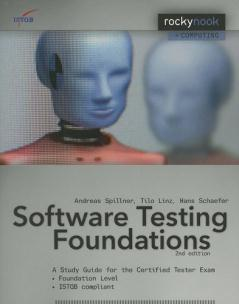 ISTQB
rockynook
+ COMPUTING
Andreas Spillner, Tilo Linz, Hans Schaefer
Software Testing
Foundations
2nd edition
A Study Guide for the Certified Tester Exam
• Foundation Level
• ISTQB compliant